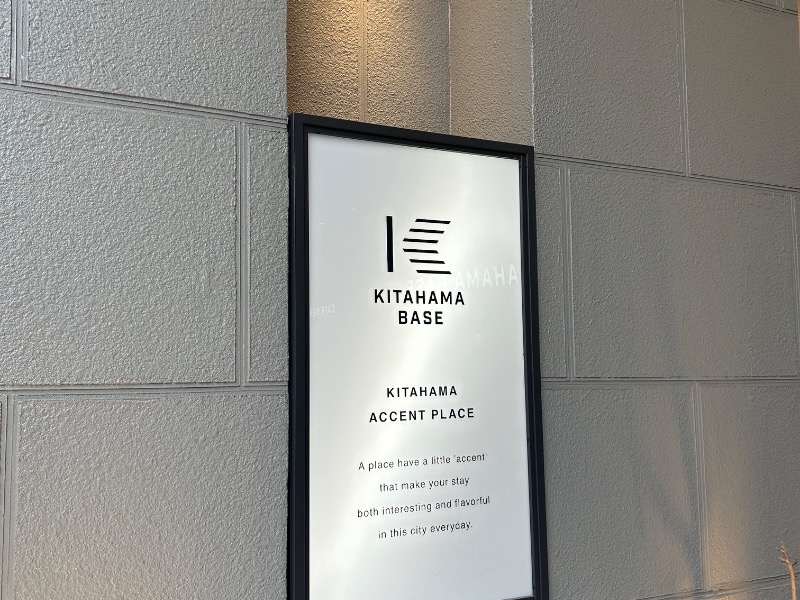 KITAHAMA
BASE
KITAHAMA
ACCENT PLACE
A place have a little 'accent'
that make your stay
both interesting and flavorful
in this city everyday.